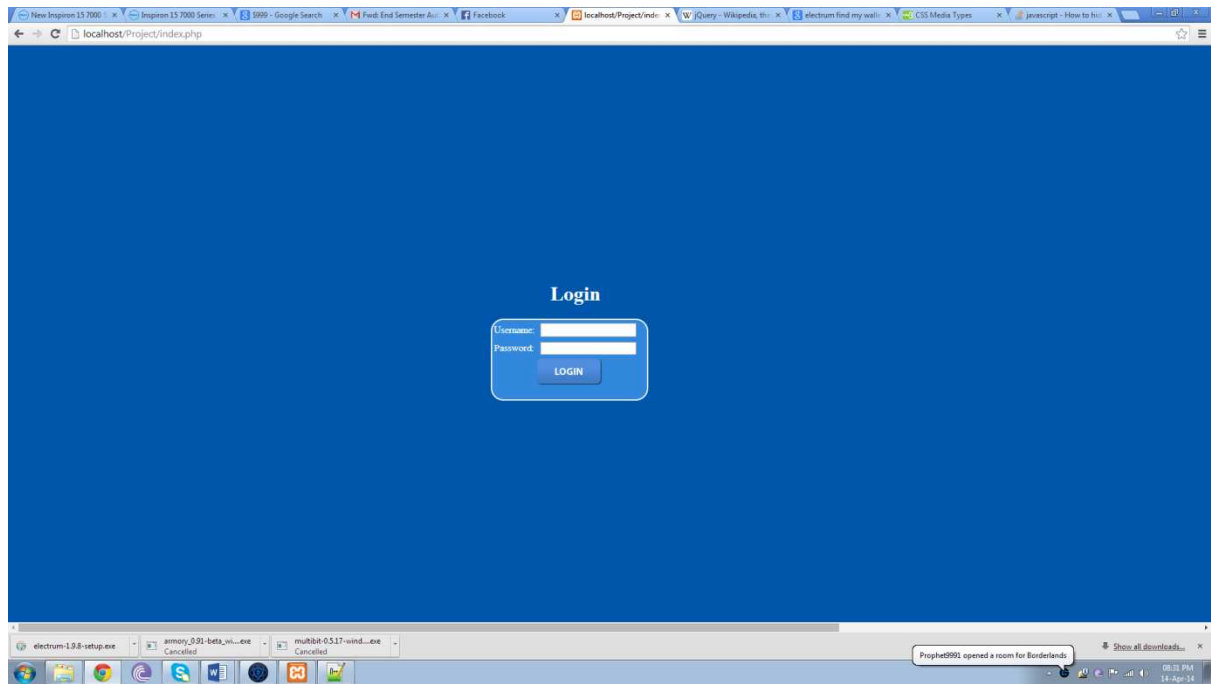 New Inspiron 15 7000 S
Inspiron 15 7000 Series
$999 - Google Search
Fwd: End Semester Aut
Facebook
localhost/Project/inde
jQuery - Wikipedia, the
electrum find my walle
CSS Media Types
javascript - How to hid
localhost/Project/index.php
Login
Username:
Password:
LOGIN
electrum-1.9.8-setup.exe
armory_0.91-beta_wi....exe
Cancelled
multibit-0.5.17-wind....exe
Cancelled
Show all downloads...
Prophet9991 opened a room for Borderlands
08:31 PM
14-Apr-14